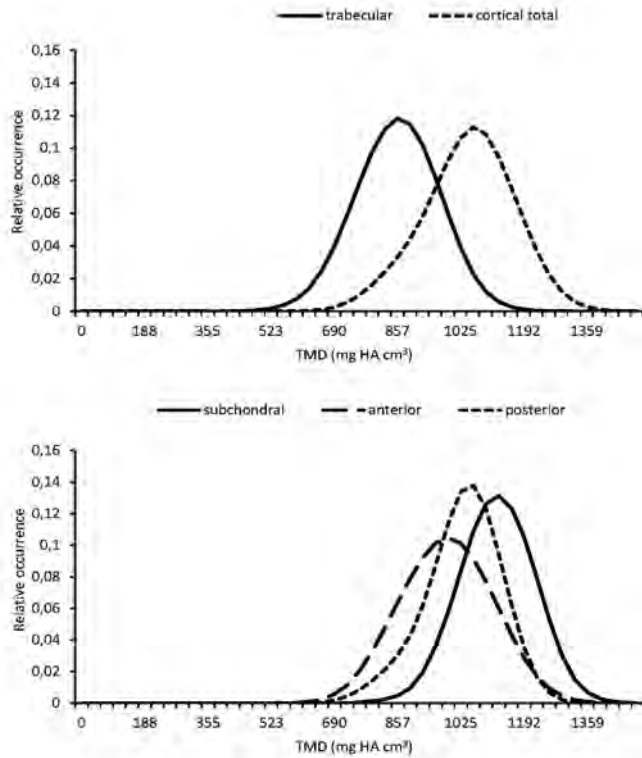 trabecular cortical total
0,16
0,14
0,12
0,1
0,08
0,06
0,04
0,02
0
Relative occurrence
0 188 355 523 690 857 1025 1192 1359
TMD (mg HA cm³)
subchondral anterior posterior
0,16
0,14
0,12
0,1
0,08
0,06
0,04
0,02
0
Relative occurrence
0 188 355 523 690 857 1025 1192 1359
TMD (mg HA cm³)